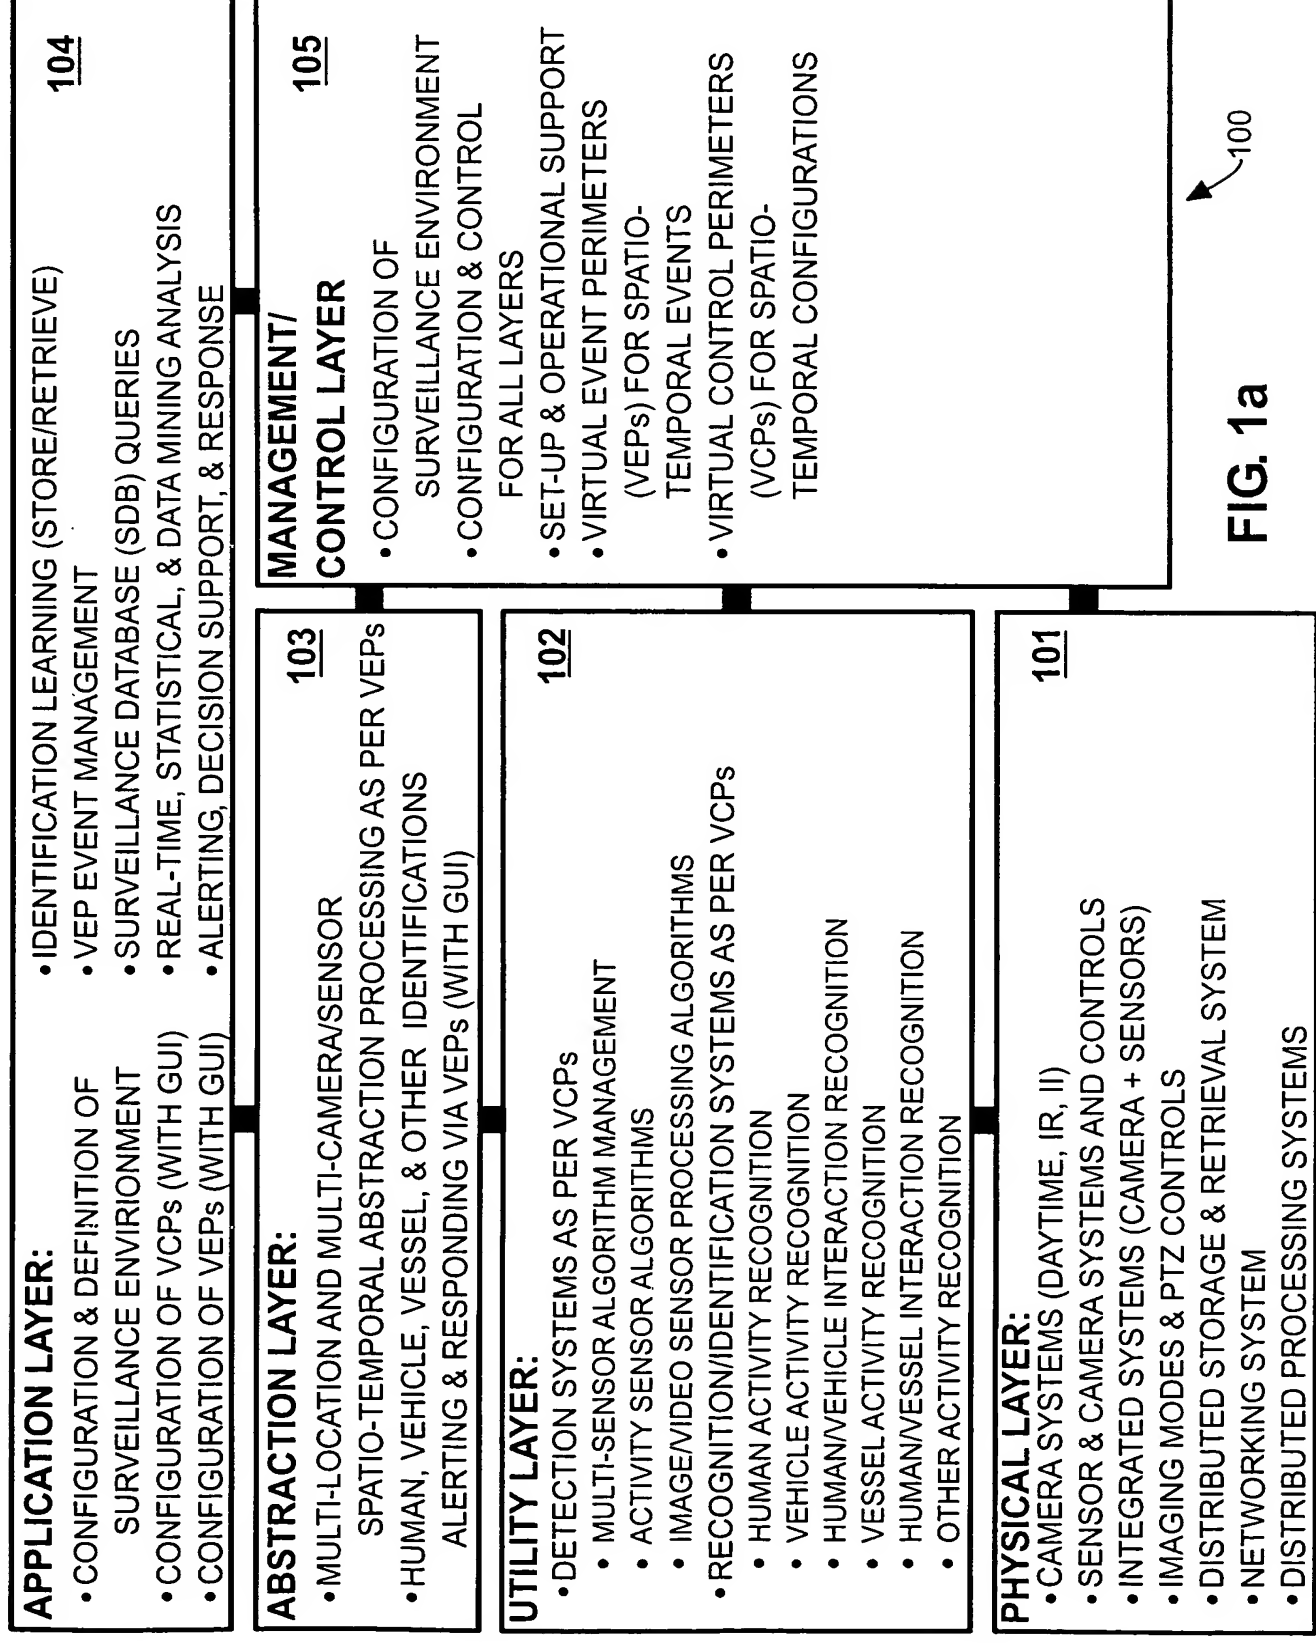 APPLICATION LAYER:
• CONFIGURATION & DEFINITION OF
SURVEILLANCE ENVIRIONMENT
• CONFIGURATION OF VCPs (WITH GUI)
• CONFIGURATION OF VEPs (WITH GUI)
• IDENTIFICATION LEARNING (STORE/RETRIEVE)
• VEP EVENT MANAGEMENT
• SURVEILLANCE DATABASE (SDB) QUERIES
• REAL-TIME, STATISTICAL, & DATA MINING ANALYSIS
• ALERTING, DECISION SUPPORT, & RESPONSE
104
ABSTRACTION LAYER:
103
• MULTI-LOCATION AND MULTI-CAMERA/SENSOR
SPATIO-TEMPORAL ABSTRACTION PROCESSING AS PER VEPs
• HUMAN, VEHICLE, VESSEL, & OTHER IDENTIFICATIONS
ALERTING & RESPONDING VIA VEPs (WITH GUI)
UTILITY LAYER:
102
• DETECTION SYSTEMS AS PER VCPs
• MULTI-SENSOR ALGORITHM MANAGEMENT
• ACTIVITY SENSOR ALGORITHMS
• IMAGE/VIDEO SENSOR PROCESSING ALGORITHMS
• RECOGNITION/IDENTIFICATION SYSTEMS AS PER VCPs
• HUMAN ACTIVITY RECOGNITION
• VEHICLE ACTIVITY RECOGNITION
• HUMAN/VEHICLE INTERACTION RECOGNITION
• VESSEL ACTIVITY RECOGNITION
• HUMAN/VESSEL INTERACTION RECOGNITION
• OTHER ACTIVITY RECOGNITION
PHYSICAL LAYER:
101
• CAMERA SYSTEMS (DAYTIME, IR, II)
• SENSOR & CAMERA SYSTEMS AND CONTROLS
• INTEGRATED SYSTEMS (CAMERA + SENSORS)
• IMAGING MODES & PTZ CONTROLS
• DISTRIBUTED STORAGE & RETRIEVAL SYSTEM
• NETWORKING SYSTEM
• DISTRIBUTED PROCESSING SYSTEMS
MANAGEMENT/
CONTROL LAYER
105
• CONFIGURATION OF
SURVEILLANCE ENVIRONMENT
• CONFIGURATION & CONTROL
FOR ALL LAYERS
• SET-UP & OPERATIONAL SUPPORT
• VIRTUAL EVENT PERIMETERS
(VEPs) FOR SPATIO-
TEMPORAL EVENTS
• VIRTUAL CONTROL PERIMETERS
(VCPs) FOR SPATIO-
TEMPORAL CONFIGURATIONS
100
FIG. 1a